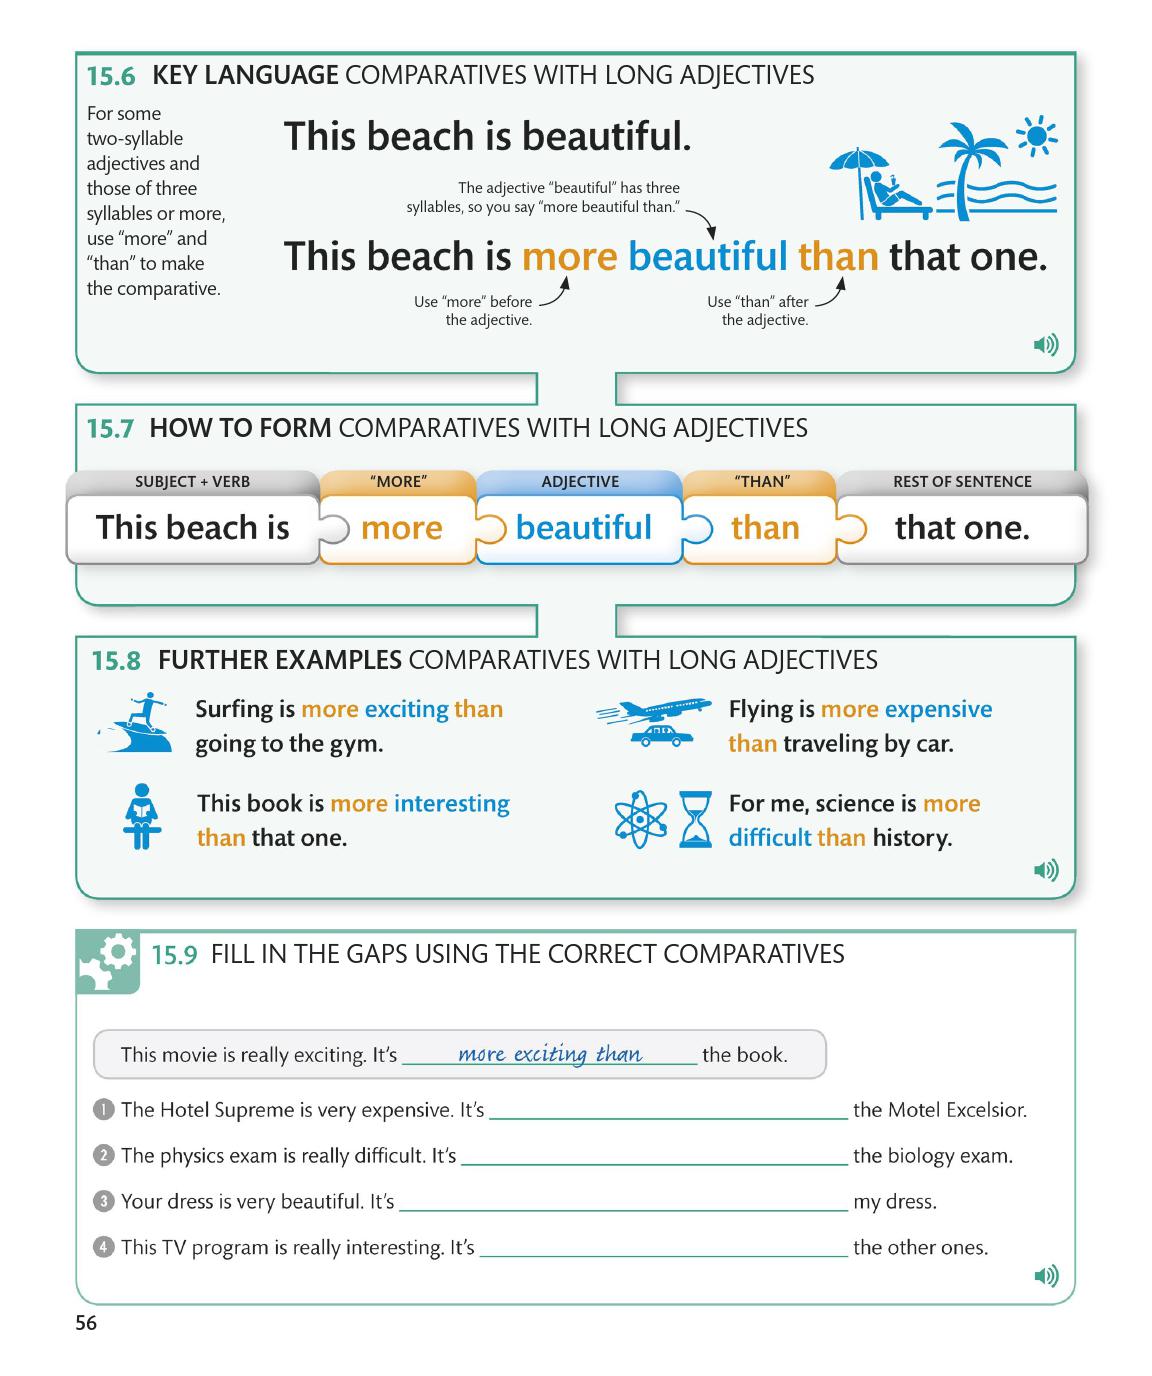 15.6 KEY LANGUAGE COMPARATIVES WITH LONG ADJECTIVES
For some
two-syllable
adjectives and
those of three
syllables or more,
use “more” and
“than” to make
the comparative.
This beach is beautiful.
The adjective “beautiful” has three
syllables, so you say “more beautiful than.”
This beach is more beautiful than that one.
Use “more” before
the adjective.
Use “than” after
the adjective.
15.7 HOW TO FORM COMPARATIVES WITH LONG ADJECTIVES
SUBJECT + VERB “MORE” ADJECTIVE “THAN” REST OF SENTENCE
This beach is more beautiful than that one.
15.8 FURTHER EXAMPLES COMPARATIVES WITH LONG ADJECTIVES
Surfing is more exciting than
going to the gym.
Flying is more expensive
than traveling by car.
This book is more interesting
than that one.
For me, science is more
difficult than history.
15.9 FILL IN THE GAPS USING THE CORRECT COMPARATIVES
This movie is really exciting. It’s more exciting than the book.
1 The Hotel Supreme is very expensive. It’s the Motel Excelsior.
2 The physics exam is really difficult. It’s the biology exam.
3 Your dress is very beautiful. It’s my dress.
4 This TV program is really interesting. It’s the other ones.
56